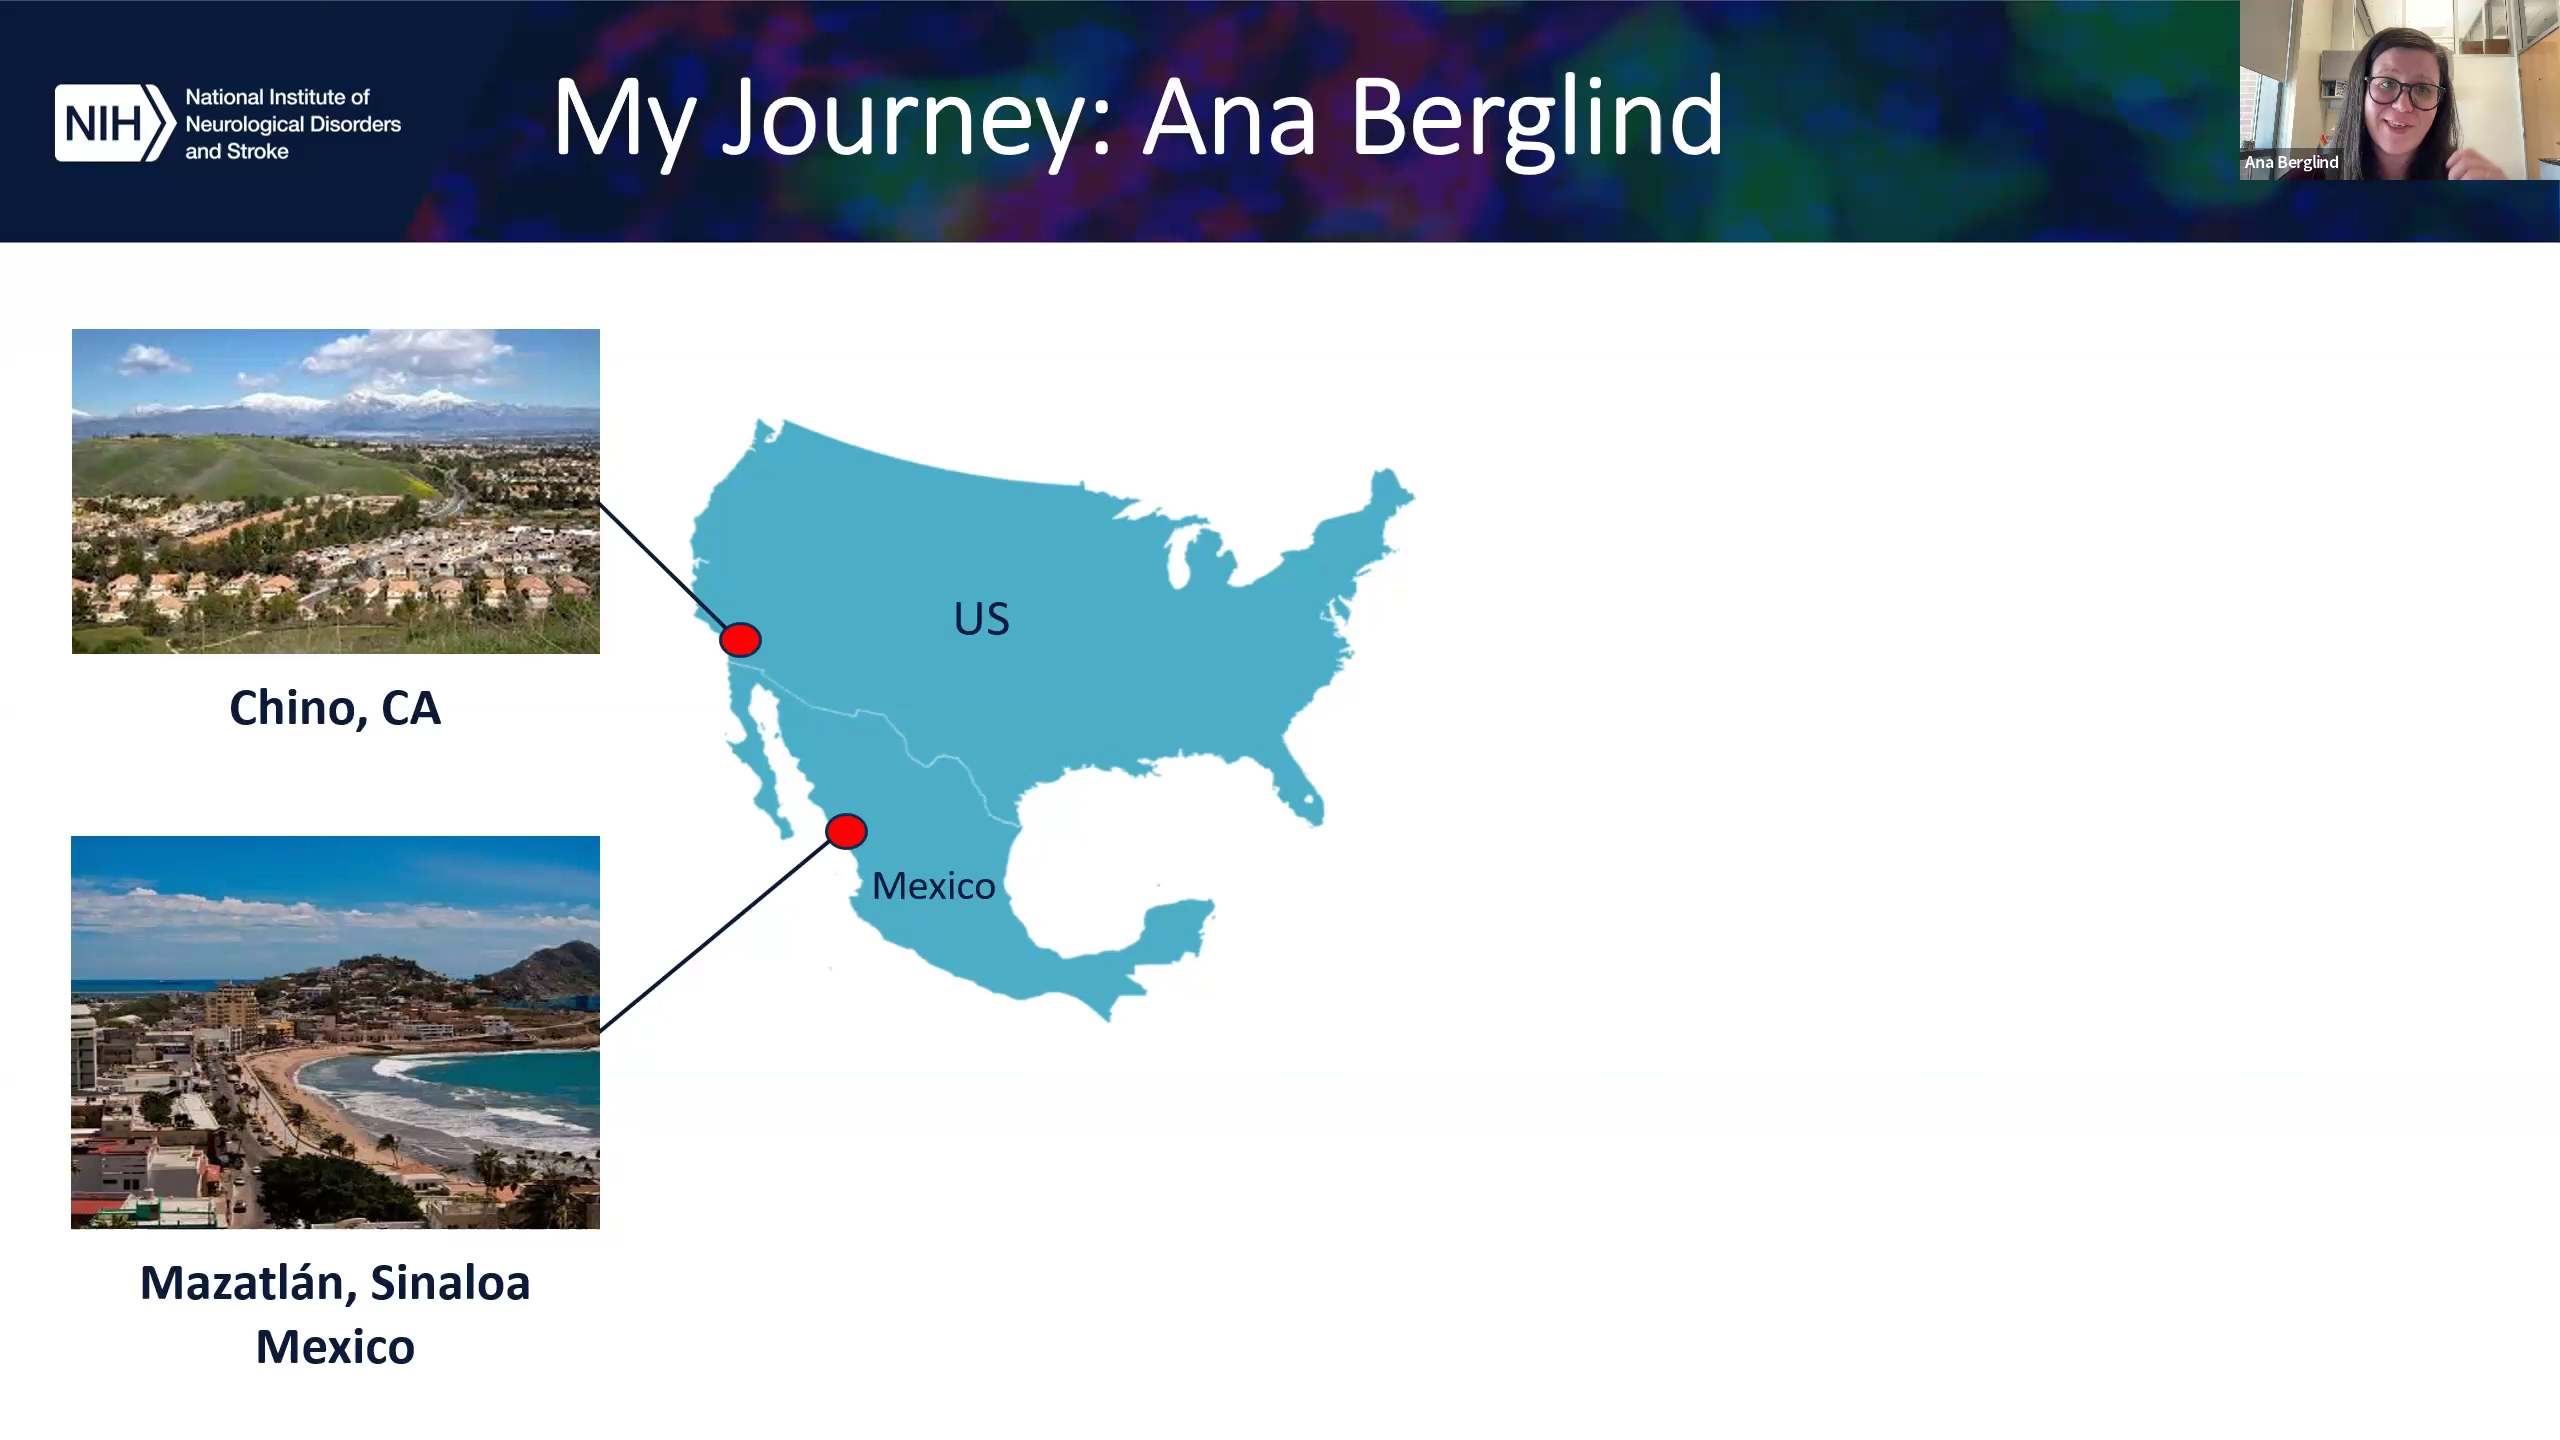 NIH
National Institute of
Neurological Disorders
and Stroke
My Journey: Ana Berglind
Ana Berglind
Chino, CA
US
Mexico
Mazatlán, Sinaloa
Mexico